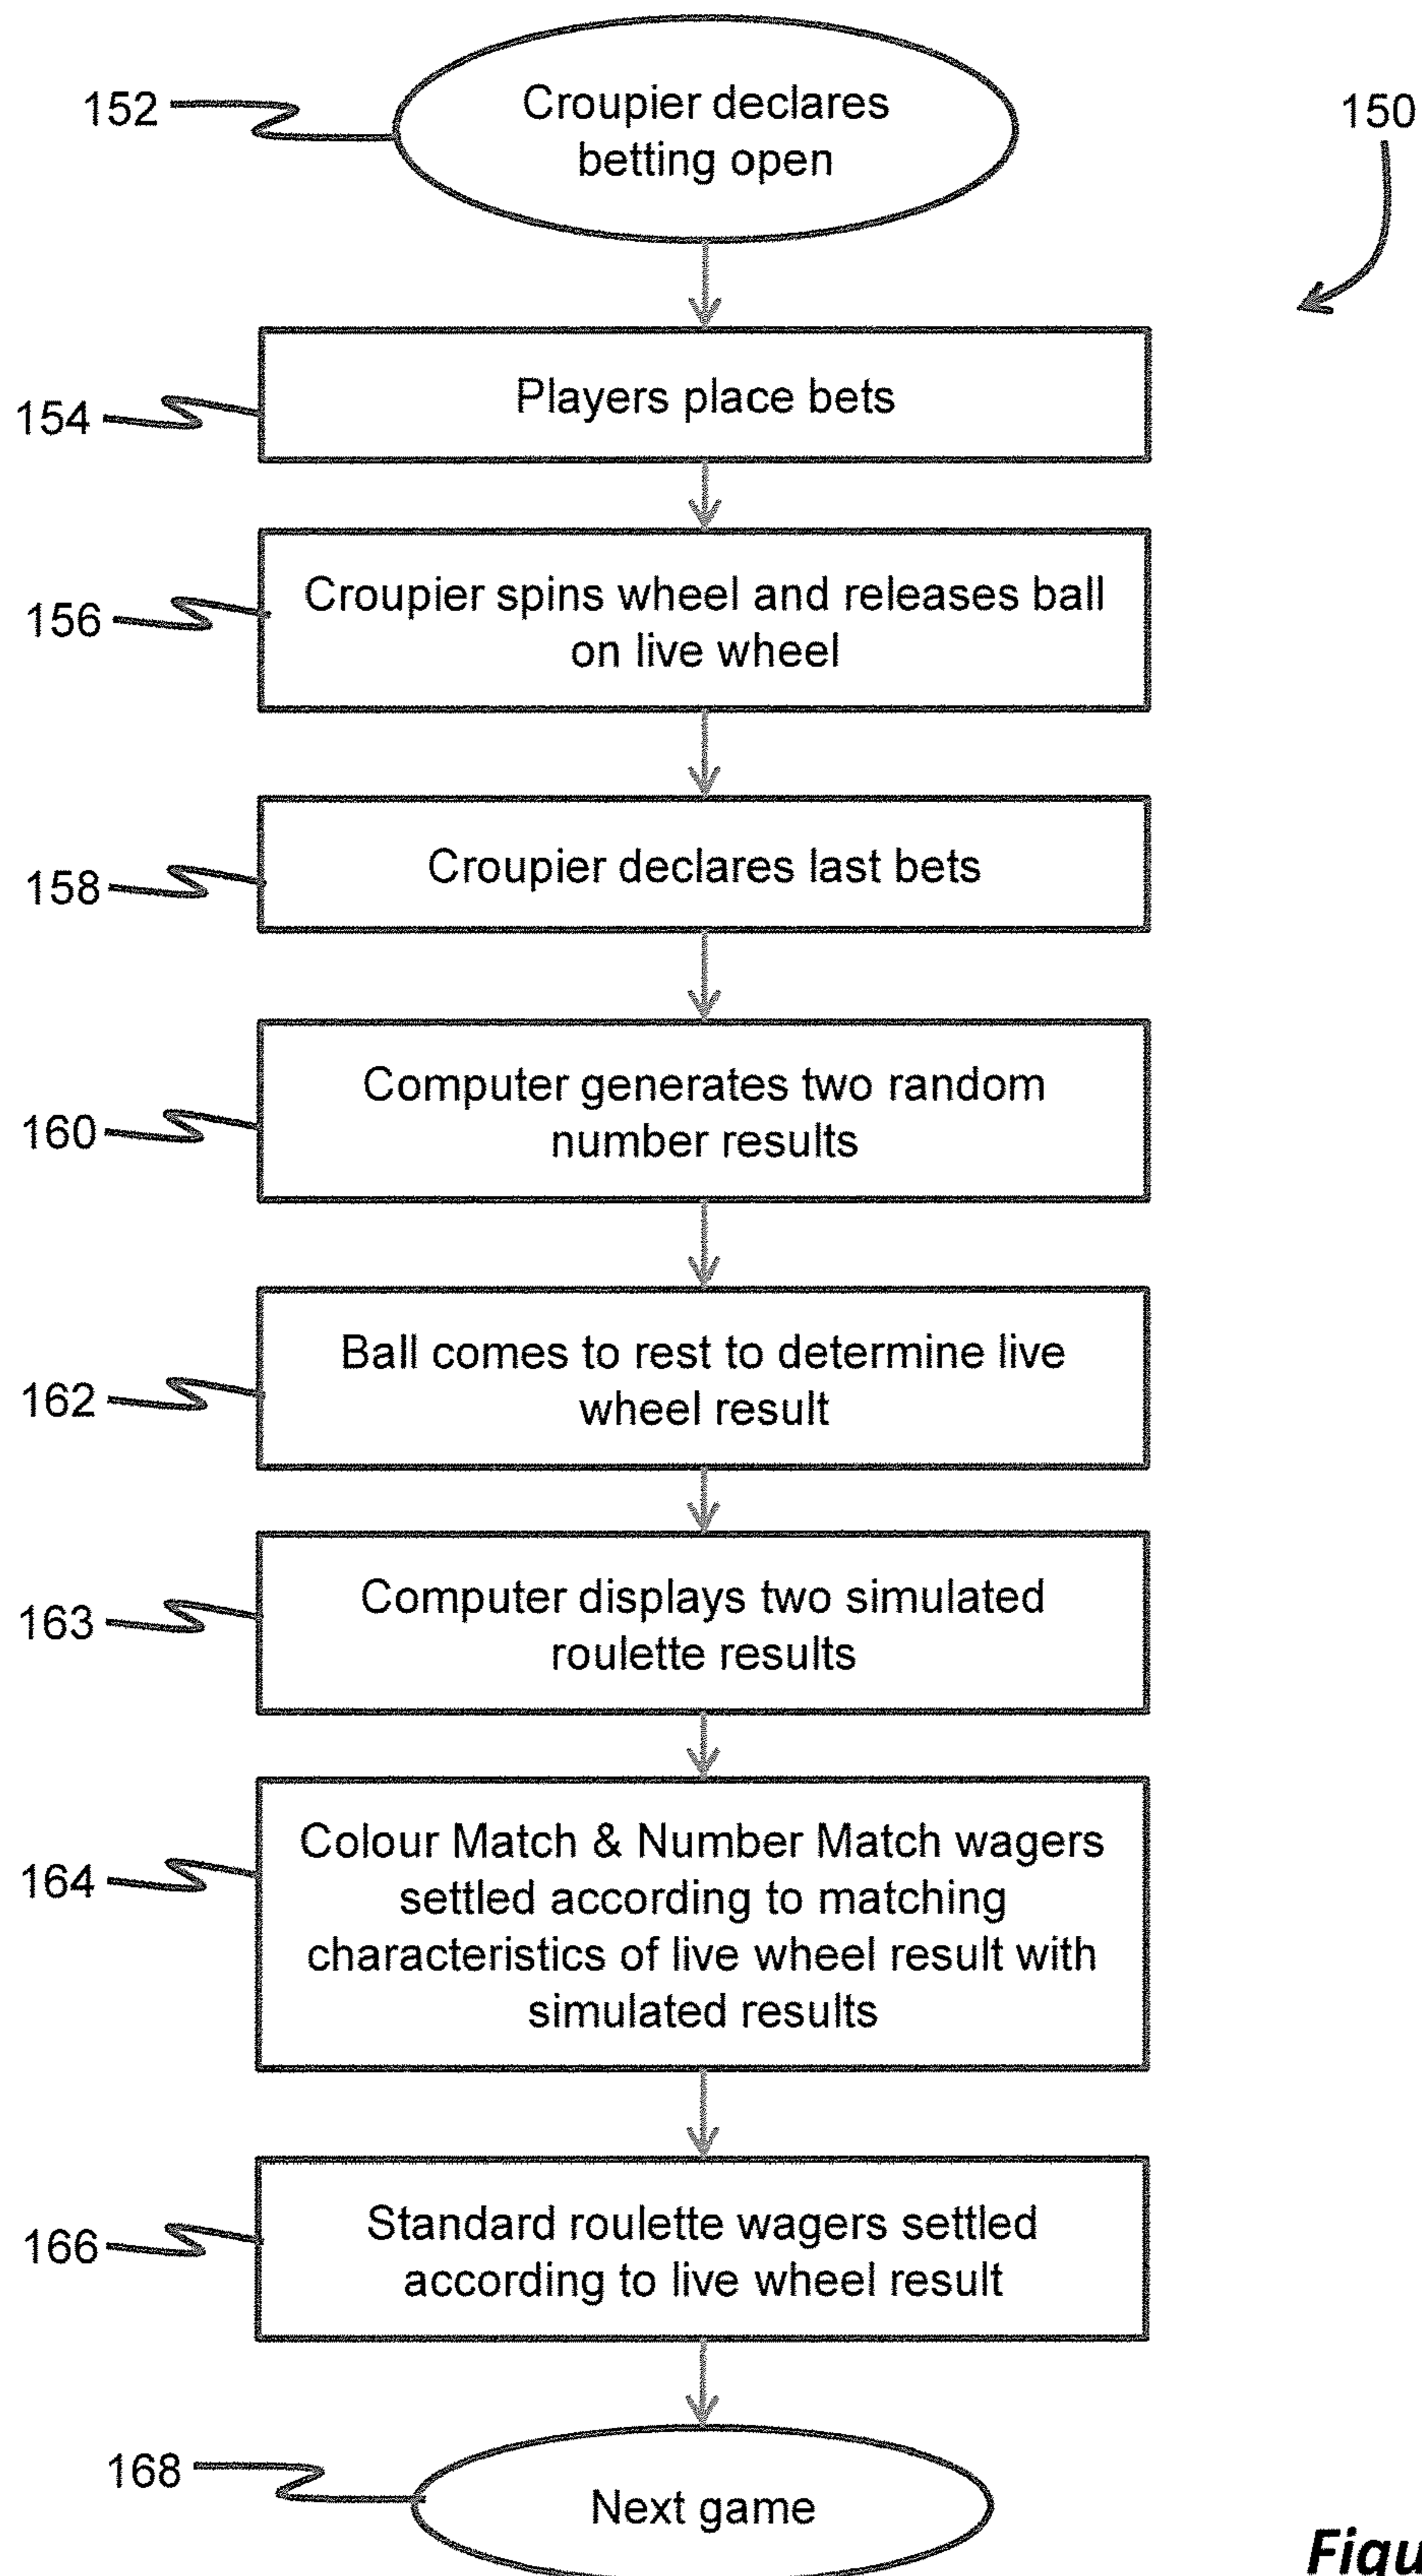 152
Croupier declares
betting open
150
154
Players place bets
156
Croupier spins wheel and releases ball
on live wheel
158
Croupier declares last bets
160
Computer generates two random
number results
162
Ball comes to rest to determine live
wheel result
163
Computer displays two simulated
roulette results
164
Colour Match & Number Match wagers
settled according to matching
characteristics of live wheel result with
simulated results
166
Standard roulette wagers settled
according to live wheel result
168
Next game